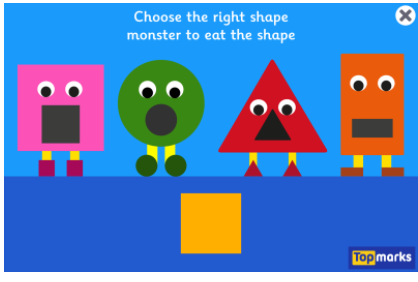 Choose the right shape
monster to eat the shape
Topmarks